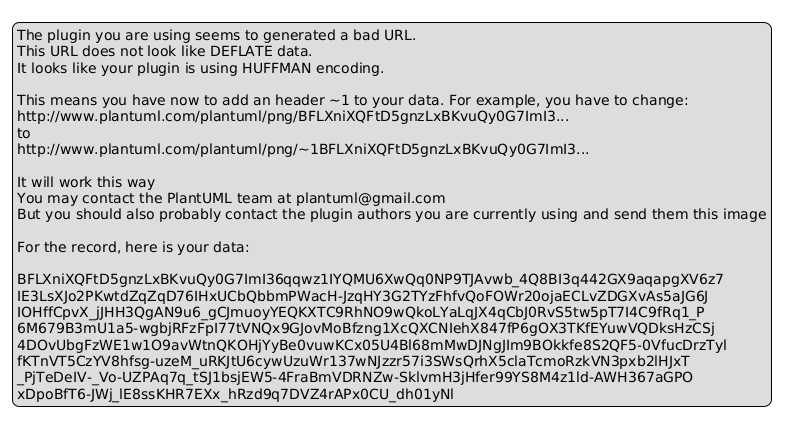 The plugin you are using seems to generated a bad URL.
This URL does not look like DEFLATE data.
It looks like your plugin is using HUFFMAN encoding.
This means you have now to add an header ~1 to your data. For example, you have to change:
http://www.plantuml.com/plantuml/png/BFLXniXQFtD5gnzLxBKvuQy0G7ImI3...
to
http://www.plantuml.com/plantuml/png/~1BFLXniXQFtD5gnzLxBKvuQy0G7ImI3...
It will work this way
You may contact the PlantUML team at plantuml@gmail.com
But you should also probably contact the plugin authors you are currently using and send them this image
For the record, here is your data:
BFLXniXQFtD5gnzLxBKvuQy0G7ImI36qqwz1IYQMU6XwQq0NP9TJAvwb_4Q8BI3q442GX9aqapgXV6z7
IE3LsXJo2PKwtdZqZqD76IHxUCbQbbmPWacH-JzqHY3G2TYzFhfvQoFOWr20ojaECLvZDGXvAs5aJG6J
IOHffCpvX_jJHH3QgAN9u6_gCJmuoyYEQKXTC9RhNO9wQkoLYaLqJX4qCbJ0RvS5tw5pT7I4C9fRq1_P
6M679B3mU1a5-wgbjRFzFpI77tVNQx9GJovMoBfzng1XcQXCNIehX847fP6gOX3TKfEYuwVQDksHzCSj
4DOvUbgFzWE1w1O9avWtnQKOHjYyBe0vuwKCx05U4Bl68mMwDJNgJIm9BOkkfe8S2QF5-0VfucDrzTyl
fKTnVT5CzYV8hfsg-uzeM_uRKJtU6cywUzuWr137wNJzzr57i3SWsQrhX5claTcmoRzkVN3pxb2lHJxT
_PjTeDeIV-_Vo-UZPAq7q_tSJ1bsjEW5-4FraBmVDRNZw-SklvmH3jHfer99YS8M4z1ld-AWH367aGPO
xDpoBfT6-JWj_lE8ssKHR7EXx_hRzd9q7DVZ4rAPx0CU_dh01yNl